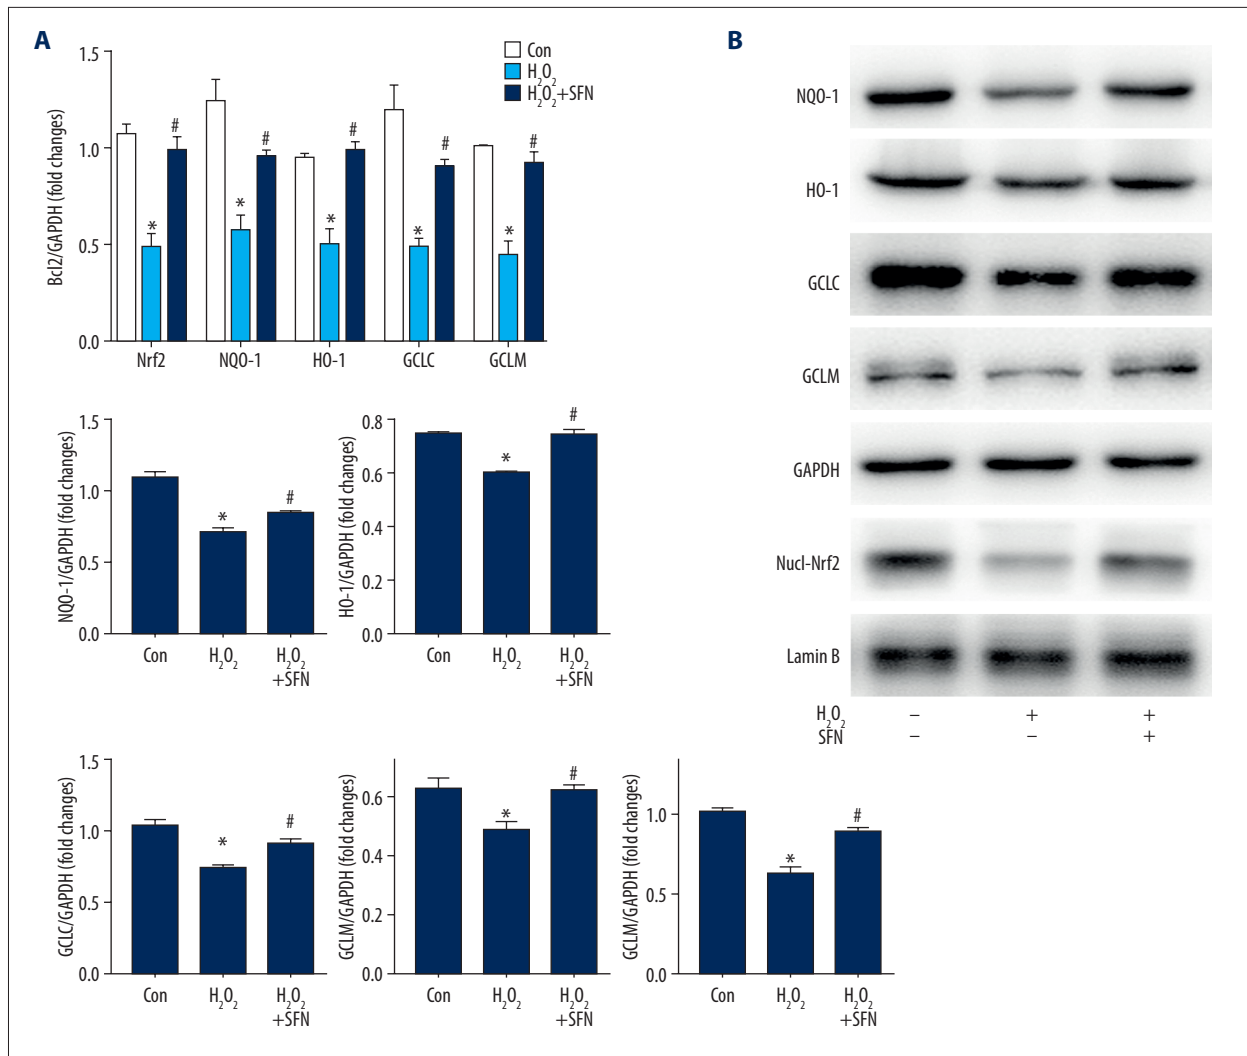 A
B
1.5
1.0
0.5
0.0
Bcl2/GAPDH (fold changes)
Con
H2O2
H2O2+SFN
* # * # * # * # * #
Nrf2 NQO-1 HO-1 GCLC GCLM
1.5
1.0
0.5
0.0
NQO-1/GAPDH (fold changes)
* #
Con H2O2 H2O2
+SFN
0.8
0.6
0.4
0.2
0.0
HO-1/GAPDH (fold changes)
* #
Con H2O2 H2O2
+SFN
1.5
1.0
0.5
0.0
GCLC/GAPDH (fold changes)
* #
Con H2O2 H2O2
+SFN
0.6
0.4
0.2
0.0
GCLM/GAPDH (fold changes)
* #
Con H2O2 H2O2
+SFN
1.0
0.5
0.0
GCLM/GAPDH (fold changes)
* #
Con H2O2 H2O2
+SFN
NQO-1
HO-1
GCLC
GCLM
GAPDH
Nucl-Nrf2
Lamin B
H2O2 – + +
SFN – – +